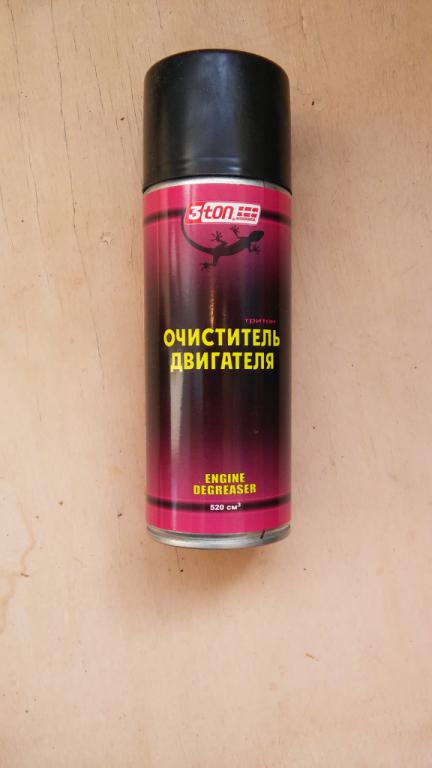 3ton
тритон
ОЧИСТИТЕЛЬ
ДВИГАТЕЛЯ
ENGINE
DEGREASER
520 см³